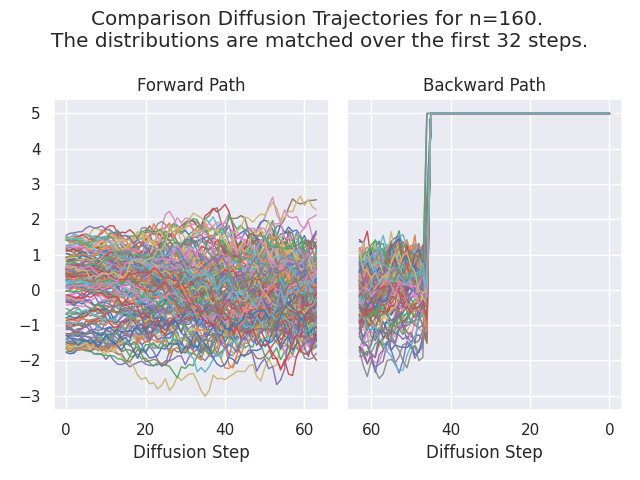 Comparison Diffusion Trajectories for n=160.
The distributions are matched over the first 32 steps.
Forward Path
Backward Path
5
4
3
2
1
0
−1
−2
−3
0 20 40 60
60 40 20 0
Diffusion Step
Diffusion Step